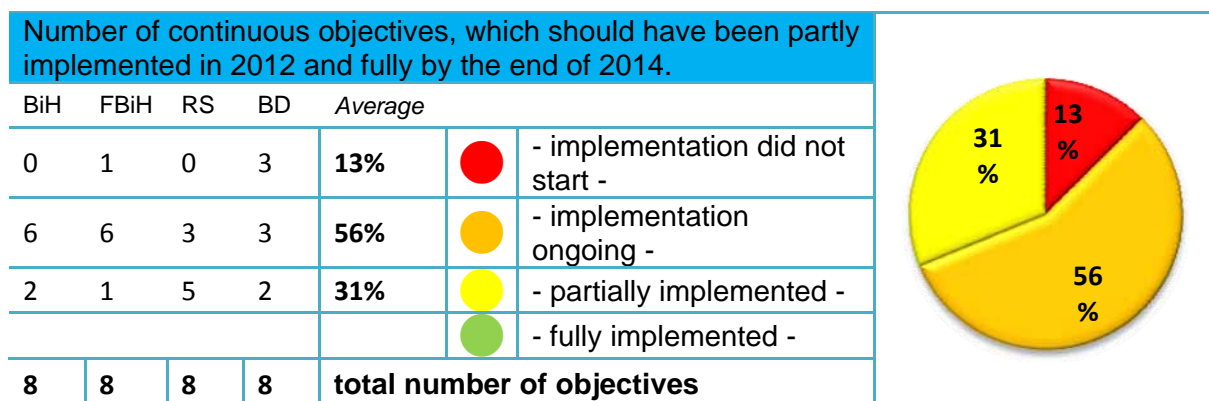 Number of continuous objectives, which should have been partly
implemented in 2012 and fully by the end of 2014.
BiH FBiH RS BD Average
0 1 0 3 13% - implementation did not
start -
6 6 3 3 56% - implementation
ongoing -
2 1 5 2 31% - partially implemented -
- fully implemented -
8 8 8 8 total number of objectives
13
%
31
%
56
%